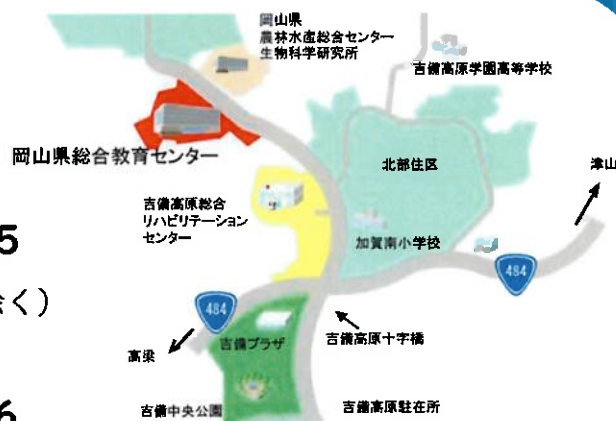 岡山県
農林水産総合センター
生物科学研究所
吉備高原学園高等学校
岡山県総合教育センター
北部住区
津山
吉備高原総合
リハビリテーション
センター
加賀南小学校
5
く）
484
484
吉備プラザ
吉備高原十字橋
高梁
吉備中央公園
吉備高原駐在所
6